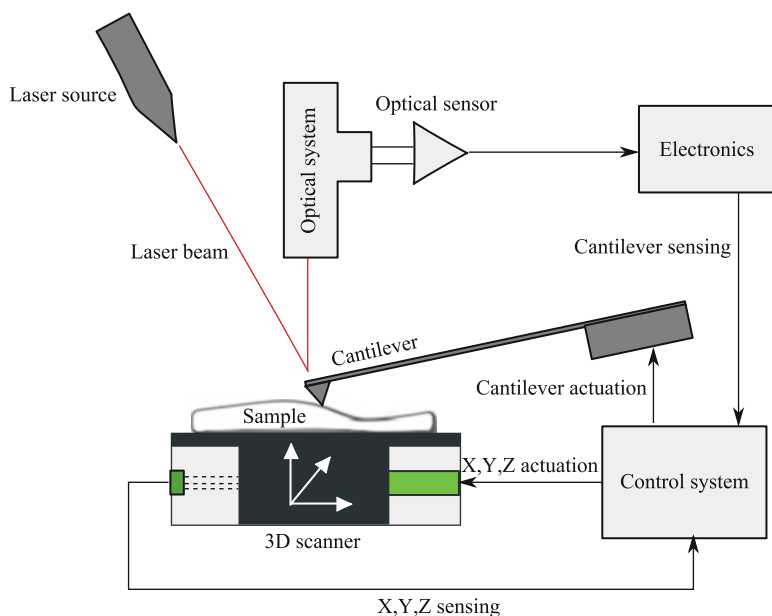 Laser source
Optical sensor
Optical system
Electronics
Laser beam
Cantilever sensing
Cantilever
Cantilever actuation
Sample
X,Y,Z actuation
Control system
3D scanner
X,Y,Z sensing